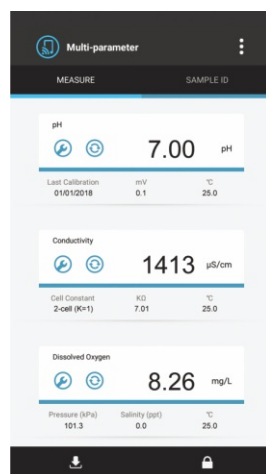 Multi-parameter
MEASURE SAMPLE ID
pH
7.00 pH
Last Calibration mV °C
01/01/2018 0.1 25.0
Conductivity
1413 µS/cm
Cell Constant KΩ °C
2-cell (K=1) 7.01 25.0
Dissolved Oxygen
8.26 mg/L
Pressure (kPa) Salinity (ppt) °C
101.3 0.0 25.0